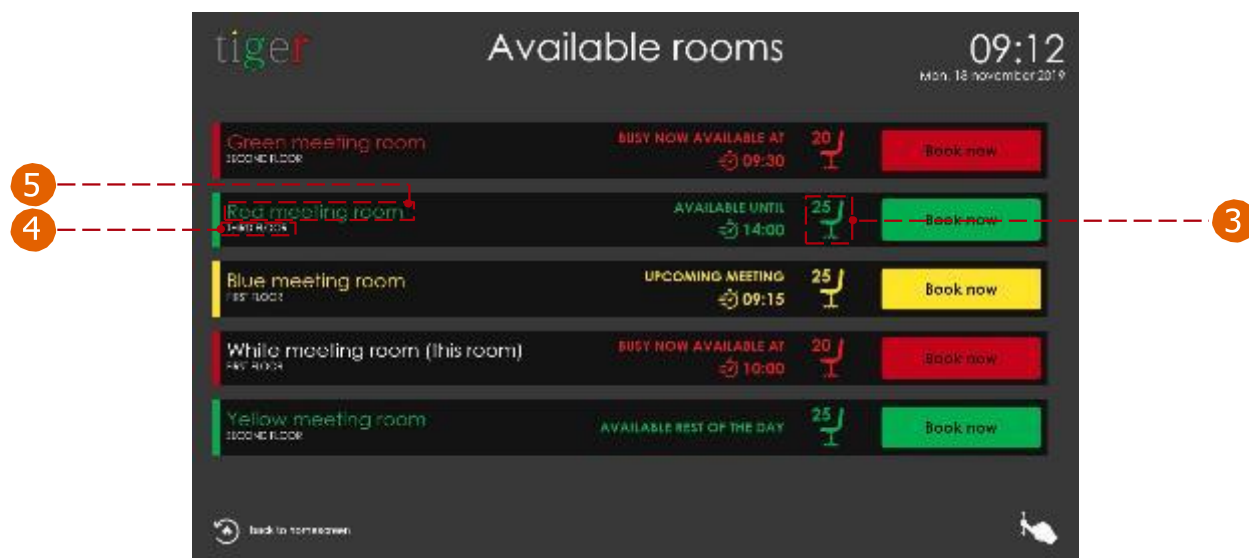 tiger
Available rooms
09:12
Mon, 18 november 2019
Green meeting room
SECOND FLOOR
BUSY NOW AVAILABLE AT
09:30
20
Book now
5
Red meeting room
4
THIRD FLOOR
AVAILABLE UNTIL
14:00
25
Book now
3
Blue meeting room
FIRST FLOOR
UPCOMING MEETING
09:15
25
Book now
White meeting room (this room)
FIRST FLOOR
BUSY NOW AVAILABLE AT
10:00
20
Book now
Yellow meeting room
SECOND FLOOR
AVAILABLE REST OF THE DAY
25
Book now
back to homescreen